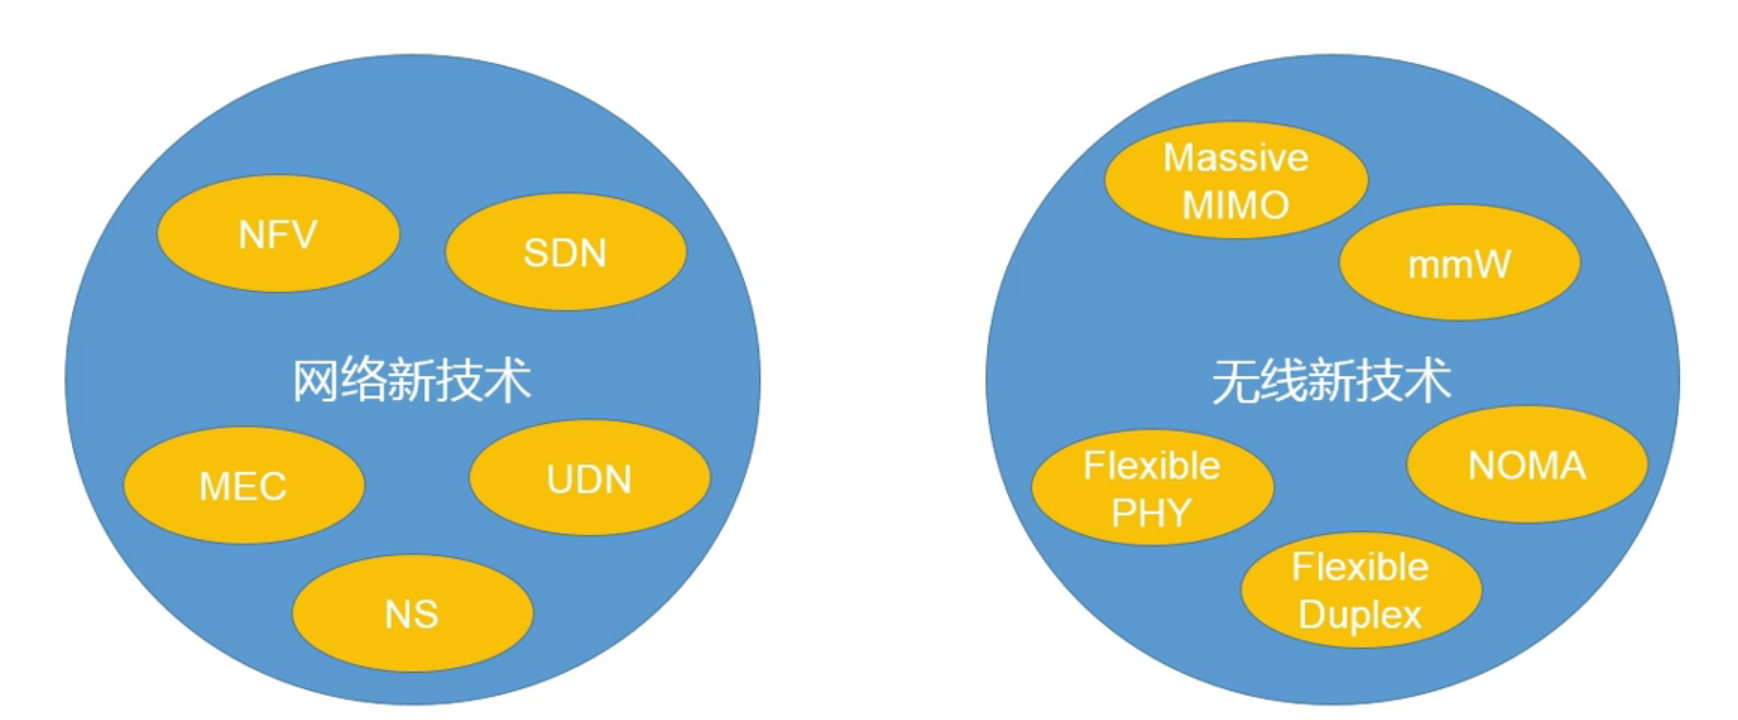 NFV
SDN
网络新技术
MEC
UDN
NS
Massive
MIMO
mmW
无线新技术
Flexible
PHY
NOMA
Flexible
Duplex